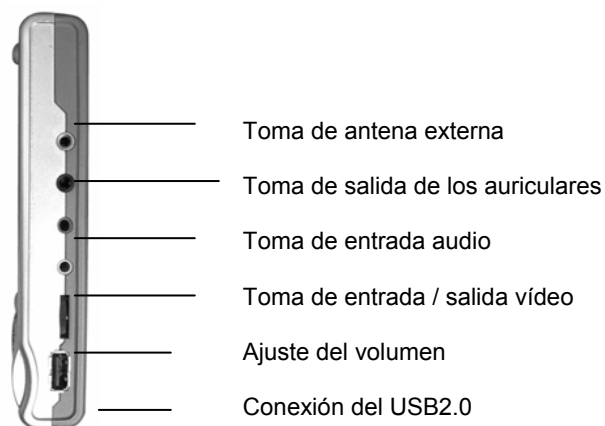 Toma de antena externa
Toma de salida de los auriculares
Toma de entrada audio
Toma de entrada / salida vídeo
Ajuste del volumen
Conexión del USB2.0